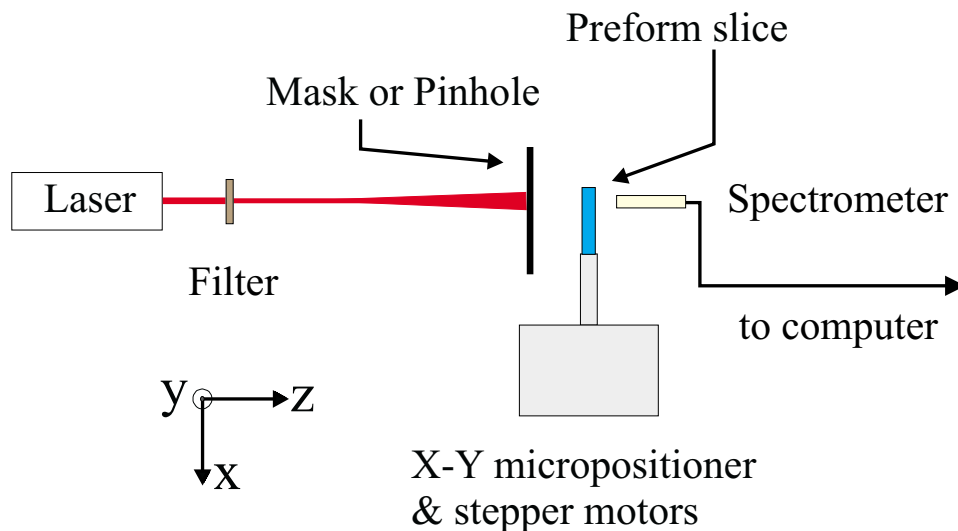 Preform slice
Mask or Pinhole
Laser
Spectrometer
Filter
to computer
y
z
x
X-Y micropositioner
& stepper motors